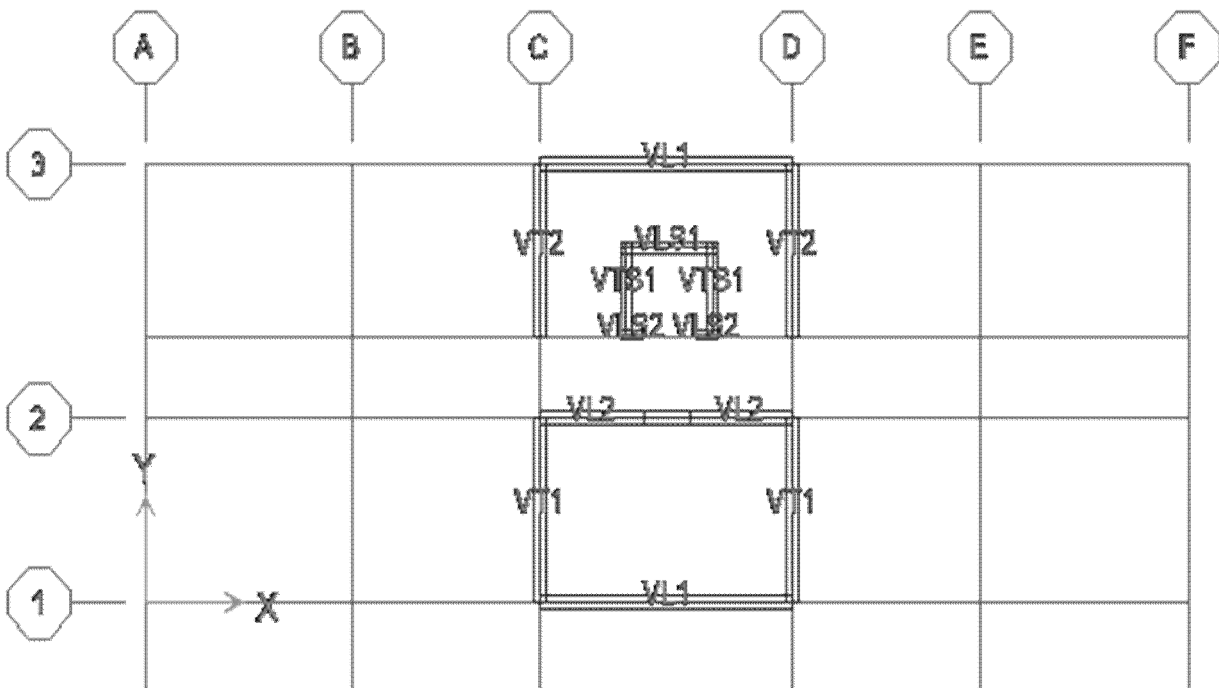 A B C D E F
3
VL1
VT2 VT2
VLS1
VTS1 VTS1
VLS2 VLS2
2
VL2 VL2
Y
VT1 VT1
1
VL1
X